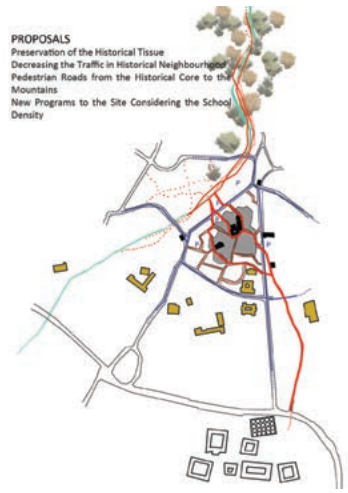 PROPOSALS
Preservation of the Historical Tissue
Decreasing the Traffic in Historical Neighbourhood
Pedestrian Roads from the Historical Core to the
Mountains
New Programs to the Site Considering the School
Density
P
P
P